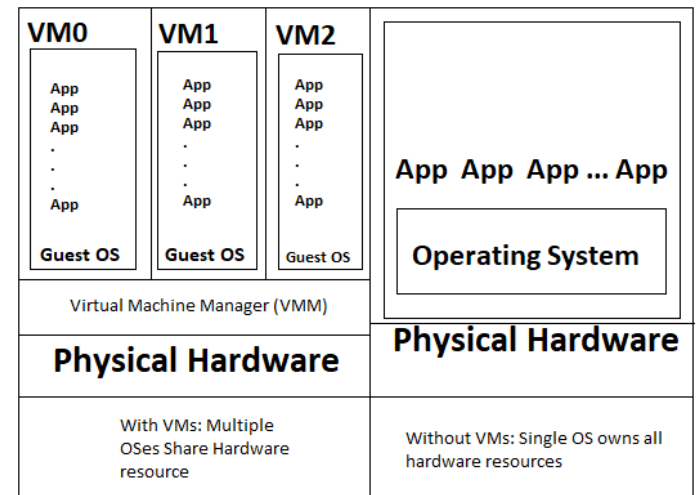 VM0
App
App
App
.
.
.
App
Guest OS
VM1
App
App
App
.
.
.
App
Guest OS
VM2
App
App
App
.
.
.
App
Guest OS
Virtual Machine Manager (VMM)
Physical Hardware
With VMs: Multiple
OSes Share Hardware
resource
App App App ... App
Operating System
Physical Hardware
Without VMs: Single OS owns all
hardware resources